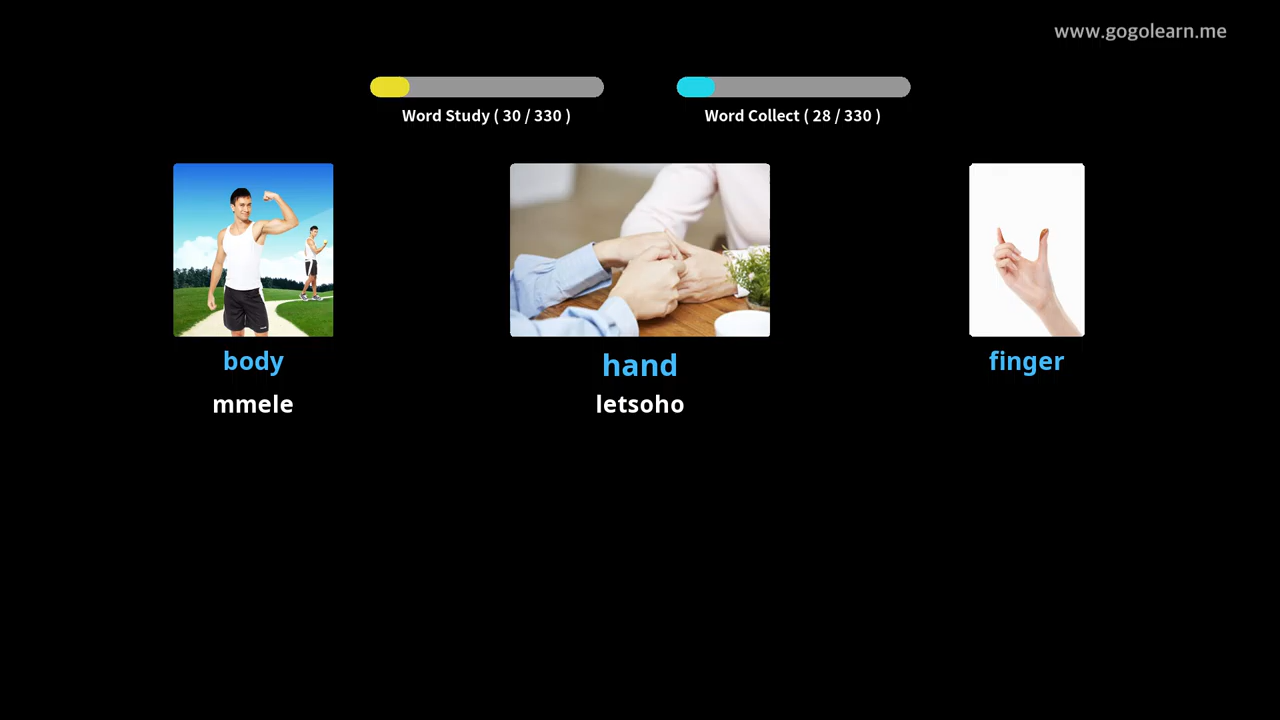 www.gogolearn.me
Word Study ( 30 / 330 )
Word Collect ( 28 / 330 )
body
hand
finger
mmele
letsoho